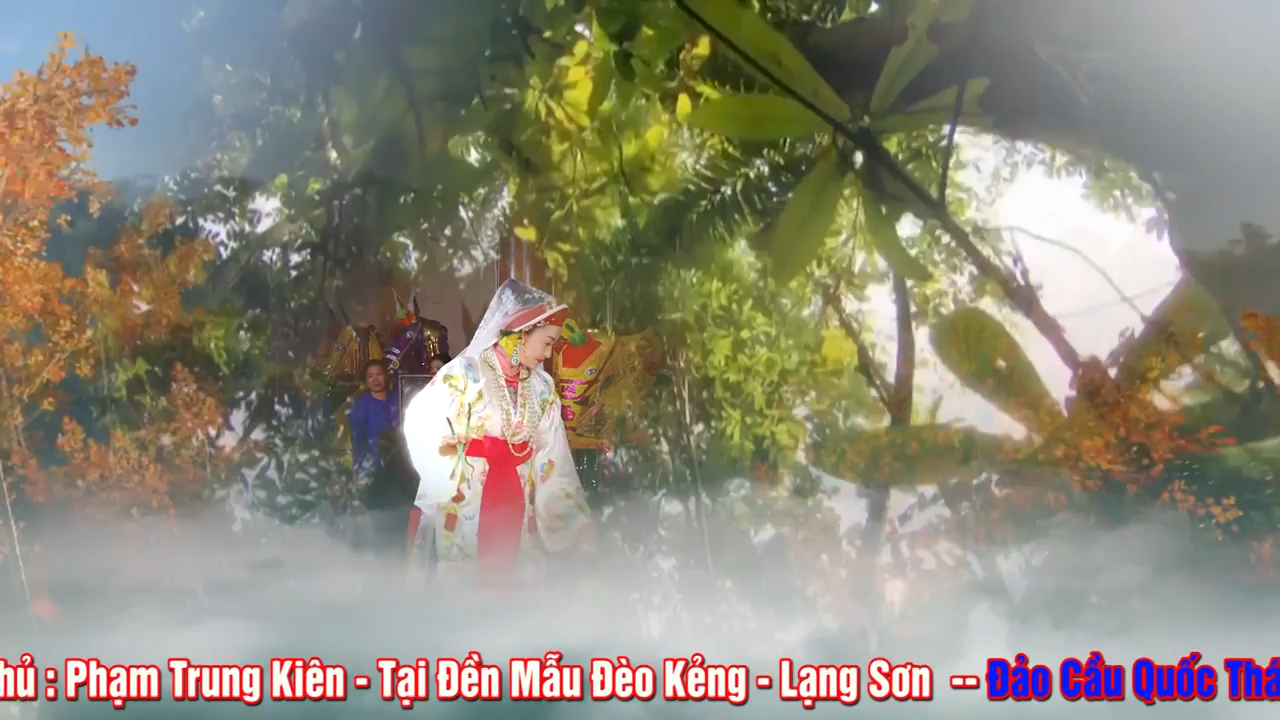 hủ : Phạm Trung Kiên - Tại Đền Mẫu Đèo Kẻng - Lạng Sơn -- Đảo Cầu Quốc Thá